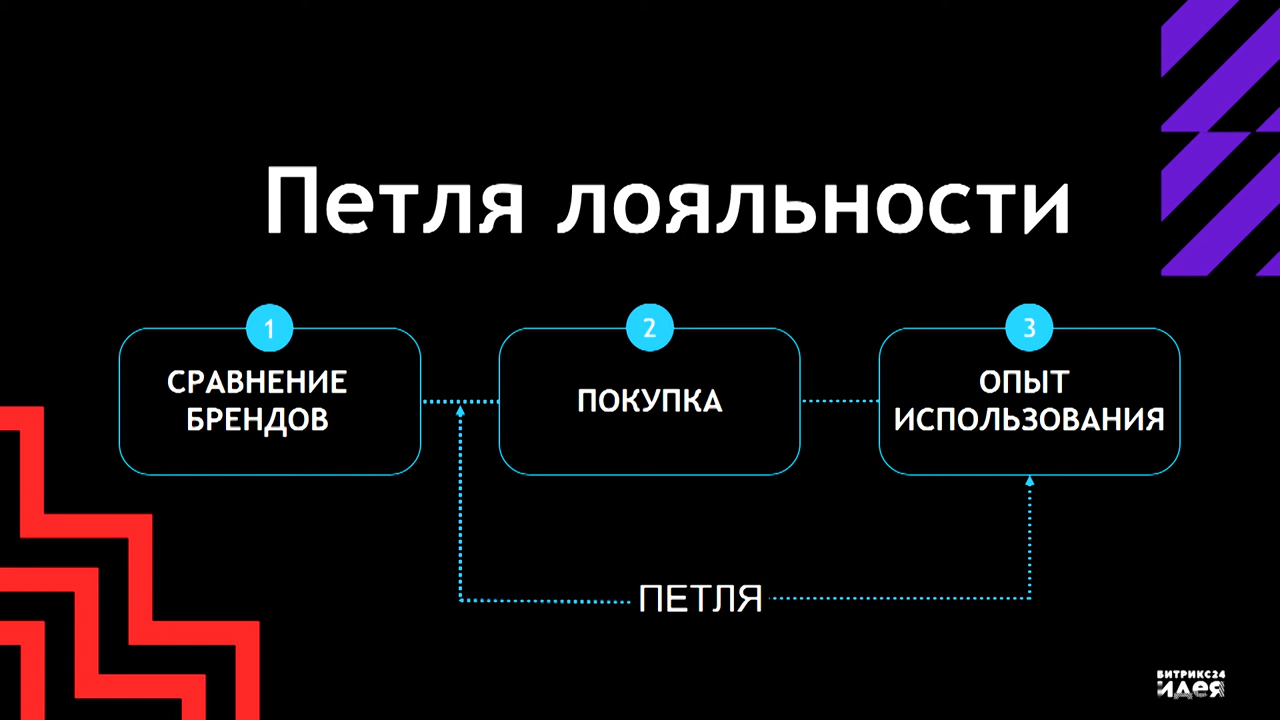 Петля лояльности
1
2
3
СРАВНЕНИЕ
БРЕНДОВ
ПОКУПКА
ОПЫТ
ИСПОЛЬЗОВАНИЯ
ПЕТЛЯ
БИТРИКС24
идея